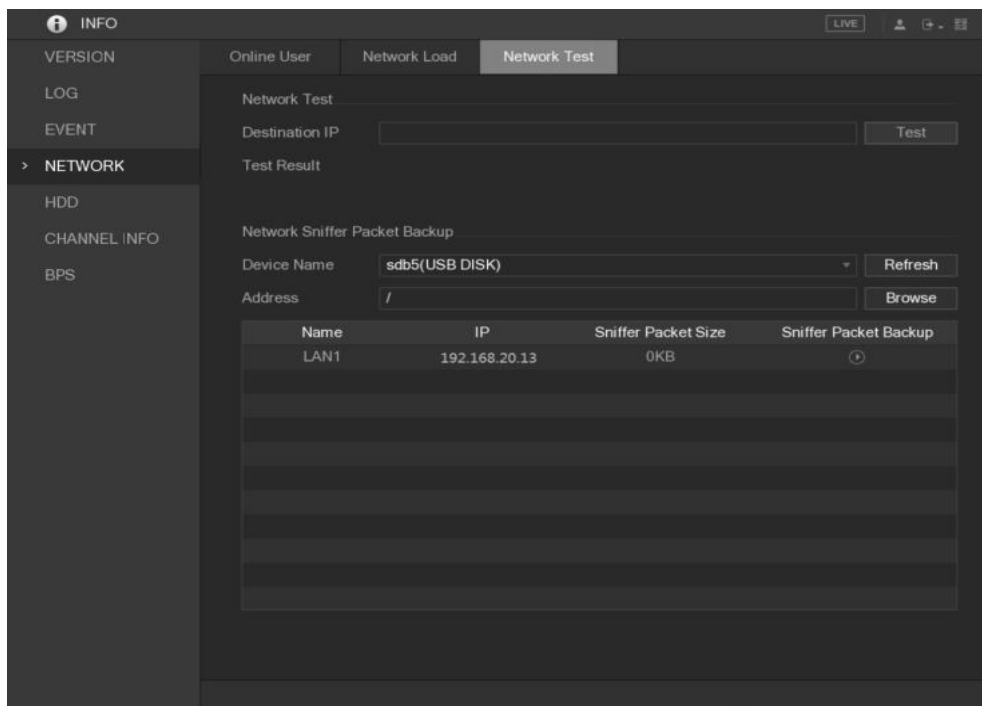 INFO
LIVE
VERSION
LOG
EVENT
> NETWORK
HDD
CHANNEL INFO
BPS
Online User Network Load Network Test
Network Test
Destination IP Test
Test Result
Network Sniffer Packet Backup
Device Name sdb5(USB DISK) Refresh
Address / Browse
Name IP Sniffer Packet Size Sniffer Packet Backup
LAN1 192.168.20.13 0KB